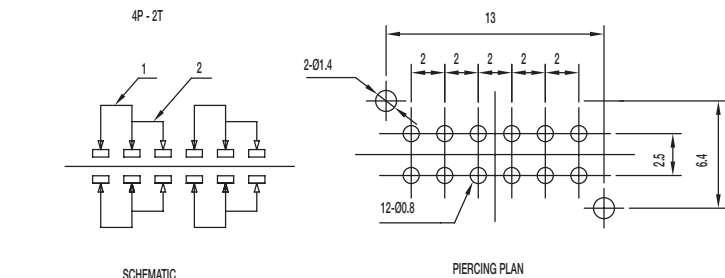 4P - 2T
1
2
SCHEMATIC
13
2 2 2 2 2
2-Ø1.4
12-Ø0.8
2.5
6.4
PIERCING PLAN